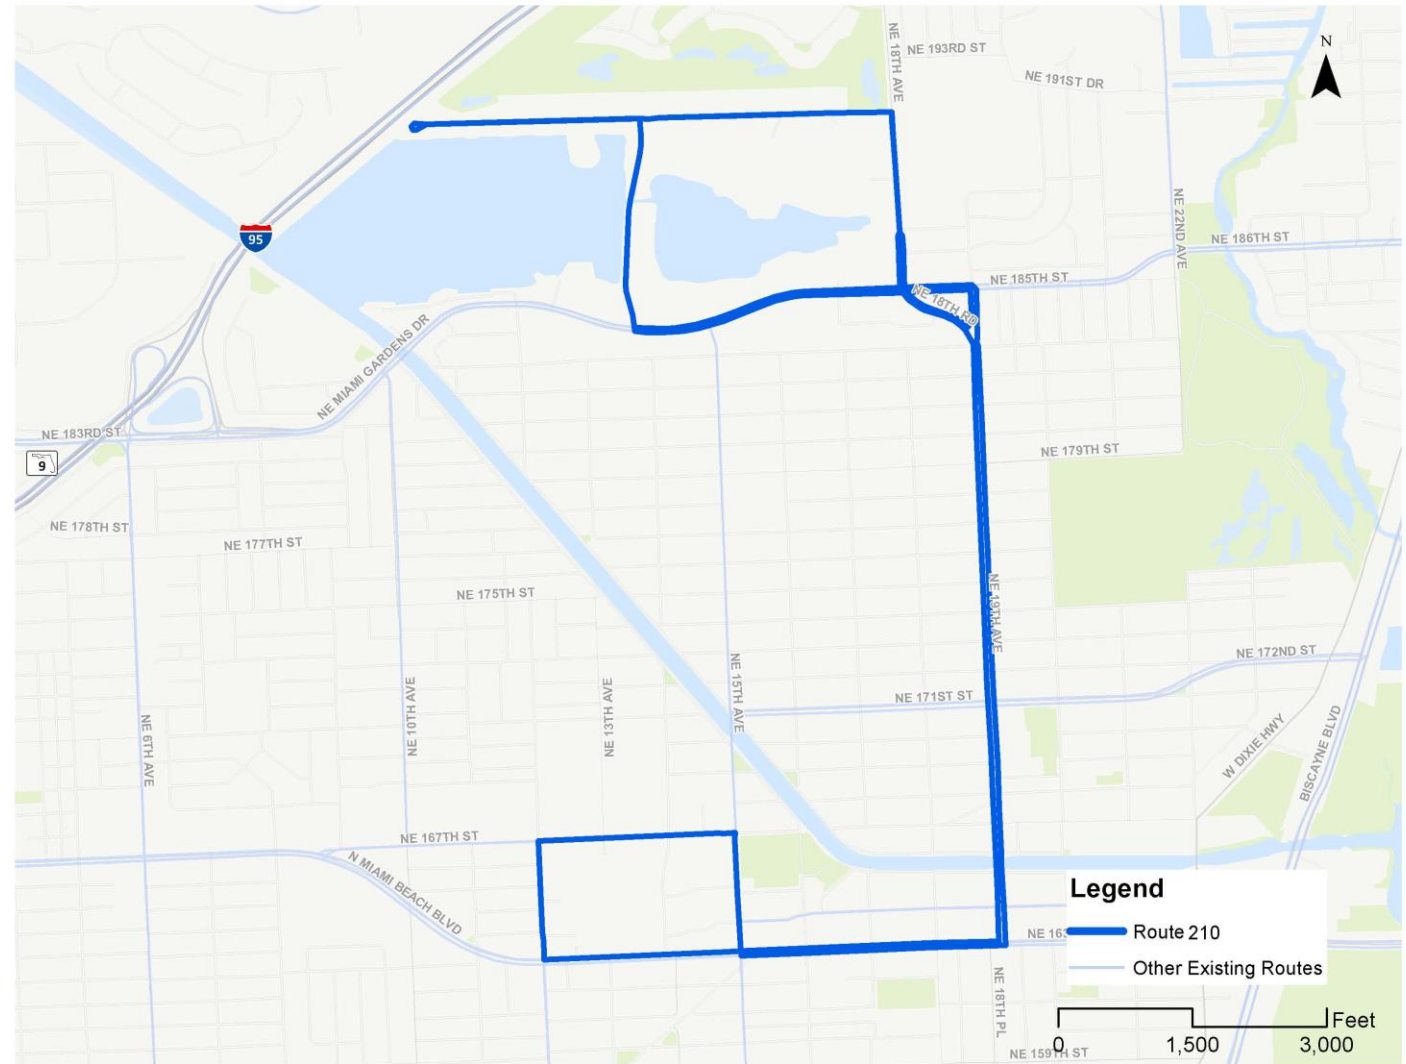 N
NE 18TH AVE
NE 193RD ST
NE 191ST DR
NE 22ND AVE
NE 186TH ST
95
NE 185TH ST
NE 18TH RD
NE MIAMI GARDENS DR
NE 183RD ST
9
NE 179TH ST
NE 178TH ST
NE 177TH ST
NE 175TH ST
NE 19TH AVE
NE 172ND ST
NE 171ST ST
NE 15TH AVE
NE 13TH AVE
NE 10TH AVE
NE 6TH AVE
W DIXIE HWY
BISCAYNE BLVD
NE 167TH ST
N MIAMI BEACH BLVD
NE 163
NE 18TH PL
NE 159TH ST
Legend
Route 210
Other Existing Routes
Feet
0 1,500 3,000